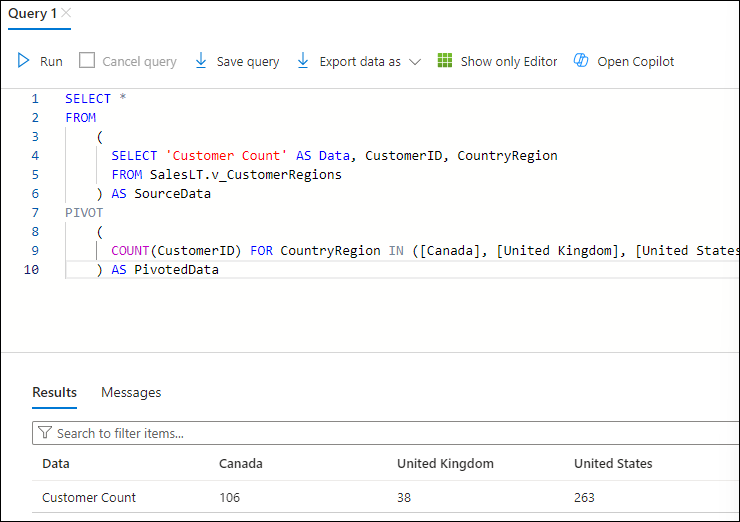 Query 1
Run Cancel query Save query Export data as Show only Editor Open Copilot
1 SELECT *
2 FROM
3 (
4 SELECT 'Customer Count' AS Data, CustomerID, CountryRegion
5 FROM SalesLT.v_CustomerRegions
6 ) AS SourceData
7 PIVOT
8 (
9 COUNT(CustomerID) FOR CountryRegion IN ([Canada], [United Kingdom], [United States
10 ) AS PivotedData
Results Messages
Search to filter items...
Data Canada United Kingdom United States
Customer Count 106 38 263